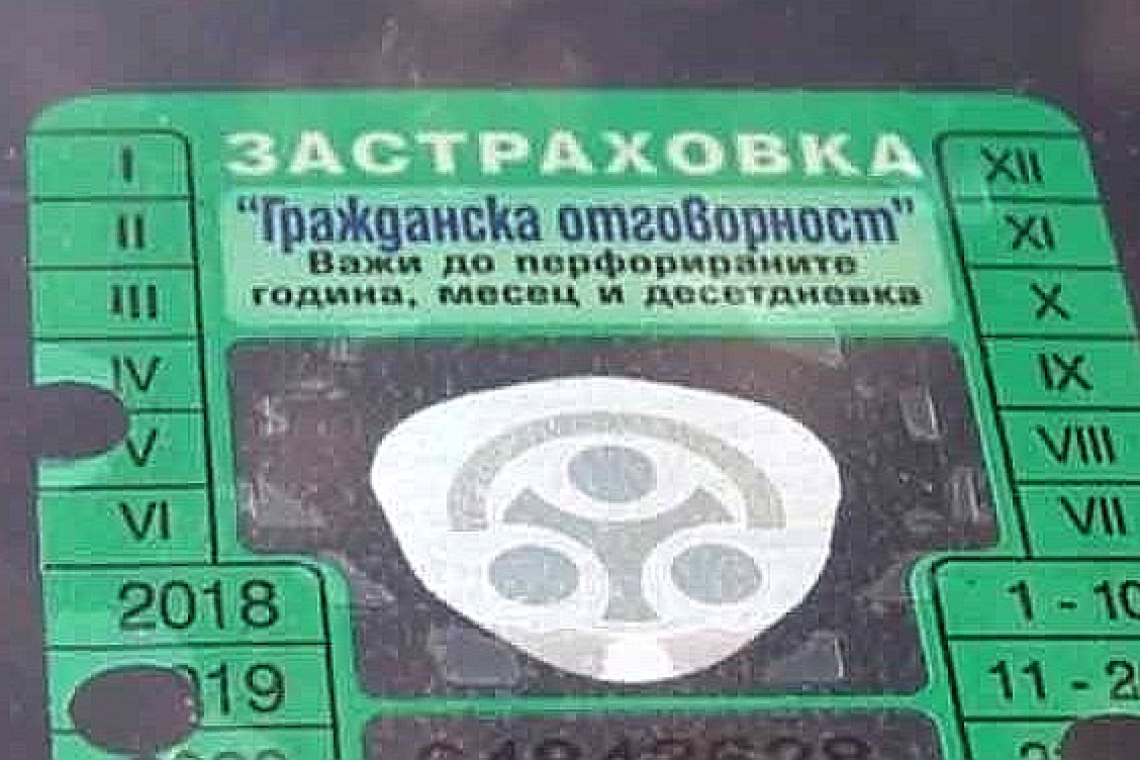 ЗАСТРАХОВКА
"Гражданска отговорност"
Важи до перфорираните
година, месец и десетдневка
I
II
III
IV
V
VI
XII
XI
X
IX
VIII
VII
2018
1 - 10
11 - 2